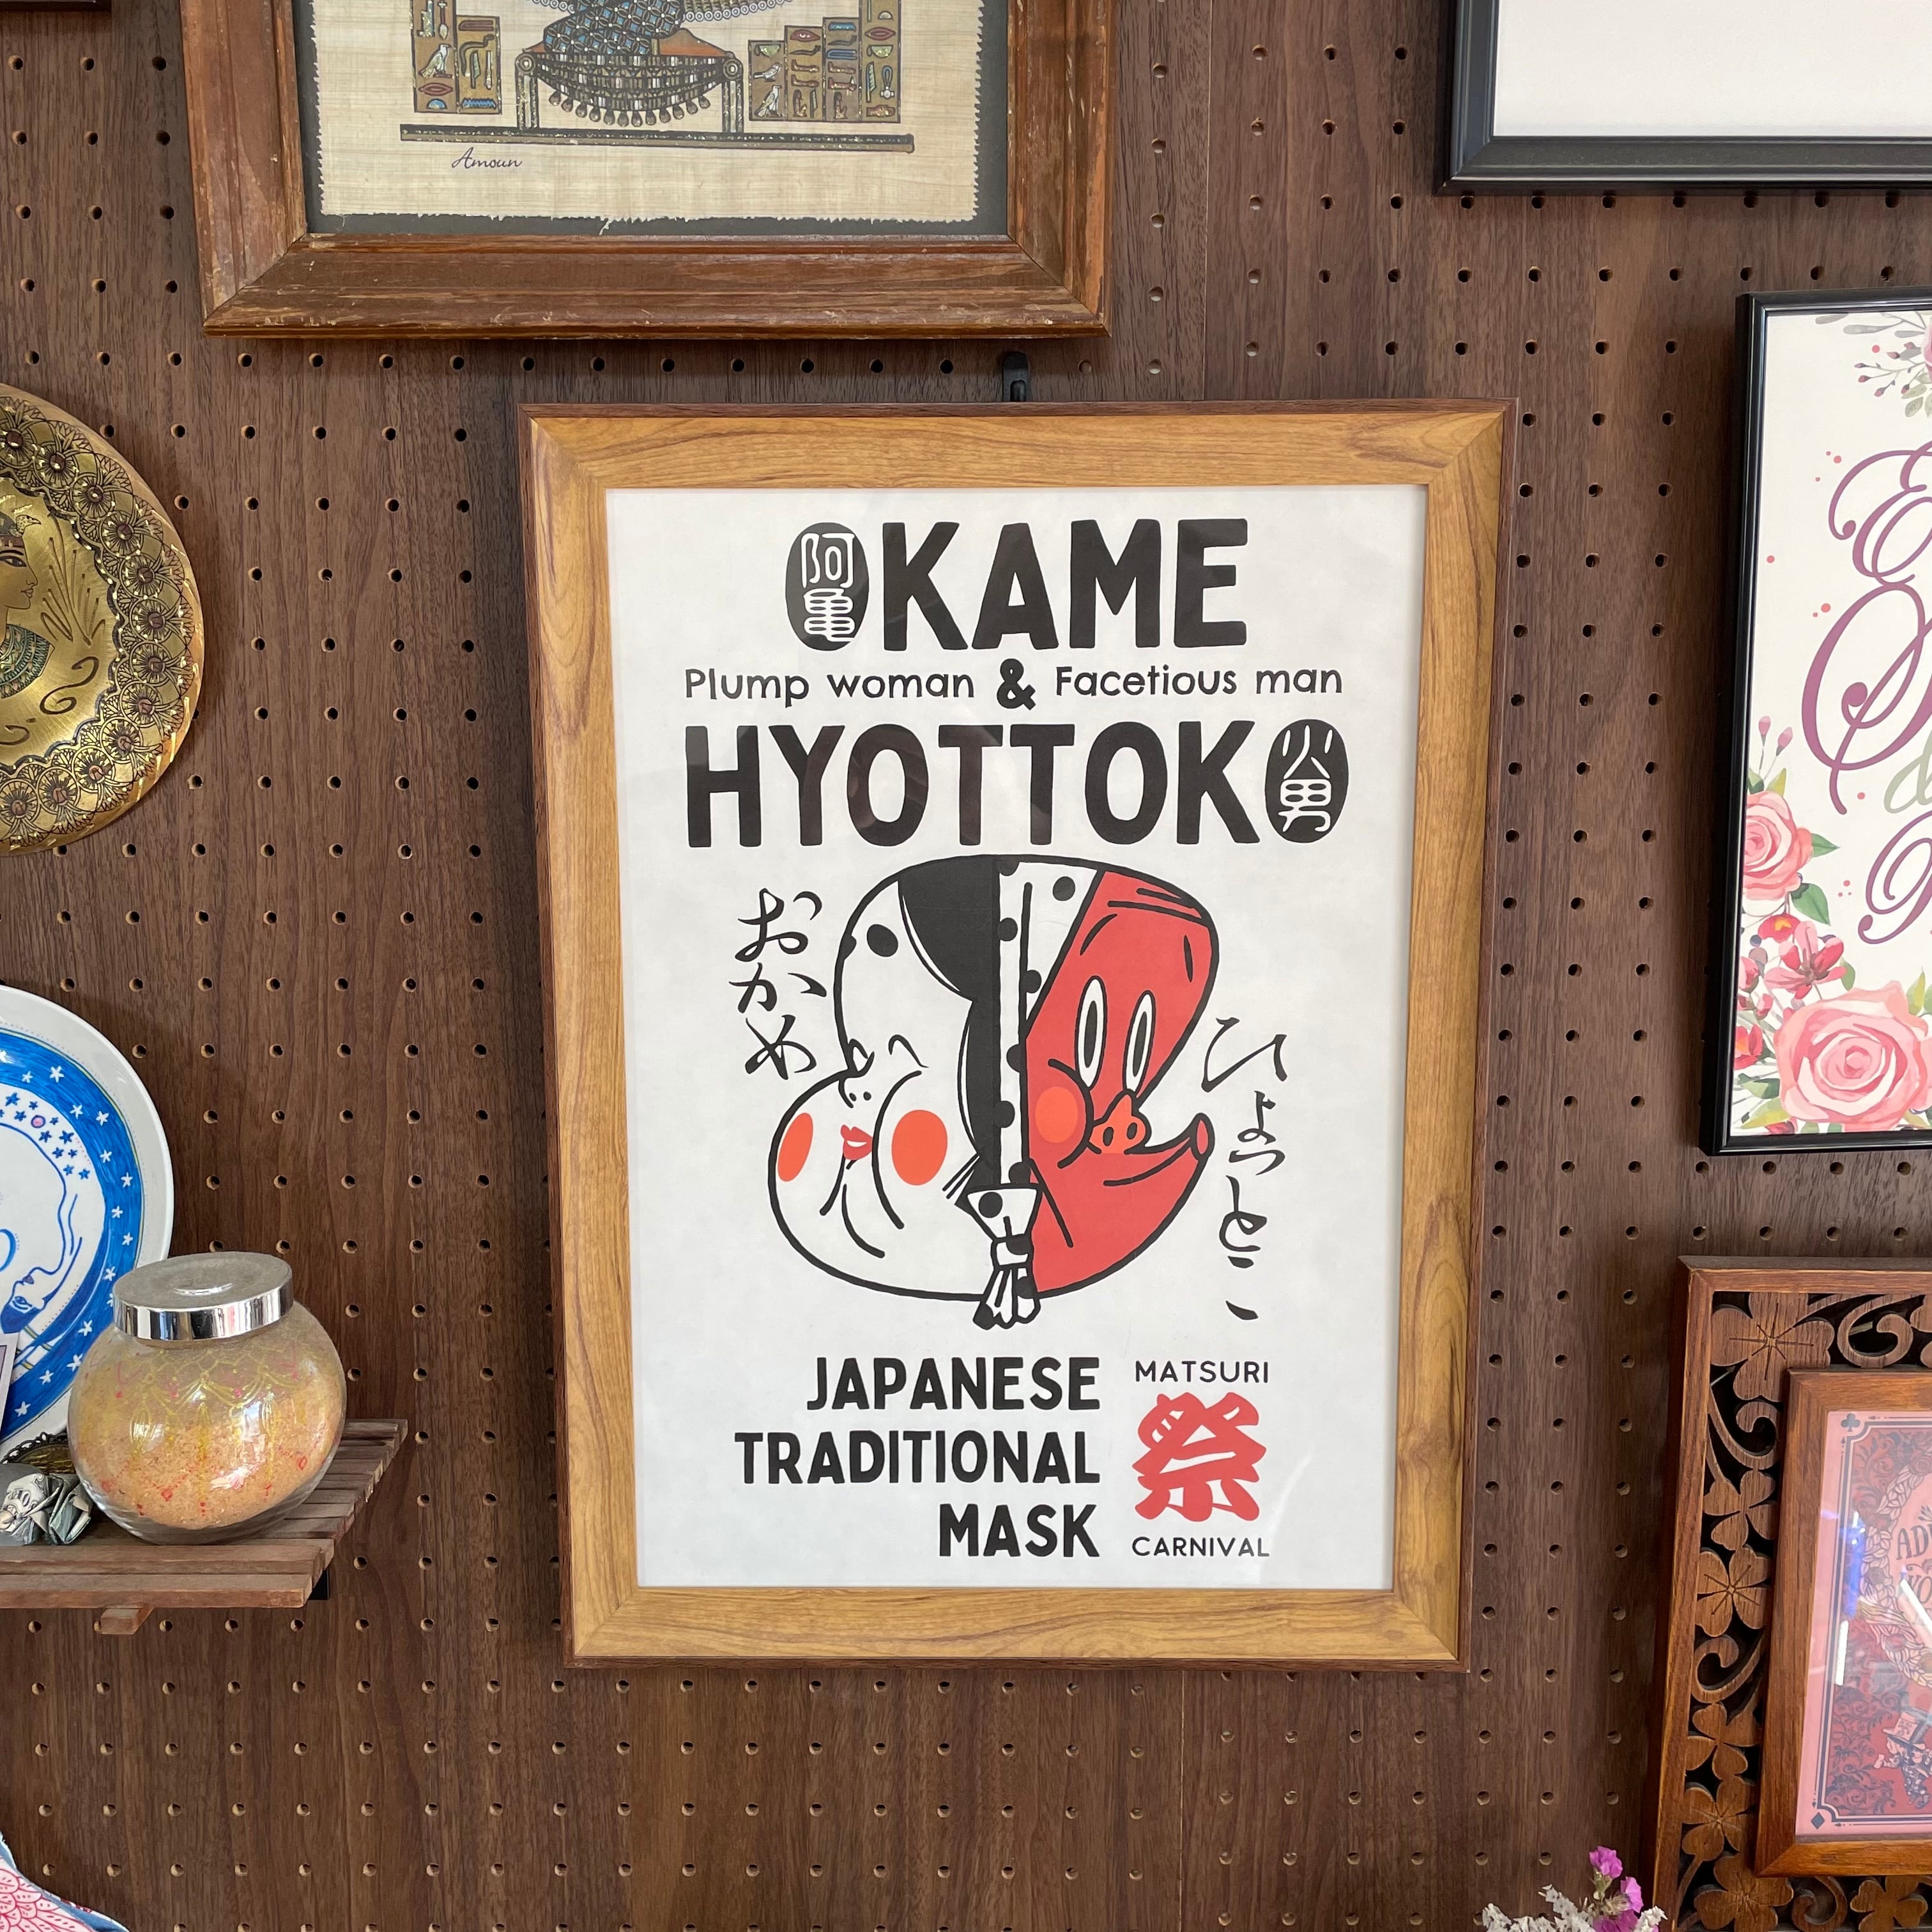 Amoun
阿亀 OKAME
Plump woman & Facetious man
HYOTTOKO 火男
おかめ
ひょっとこ
JAPANESE
TRADITIONAL
MASK
MATSURI
祭
CARNIVAL
&
AD